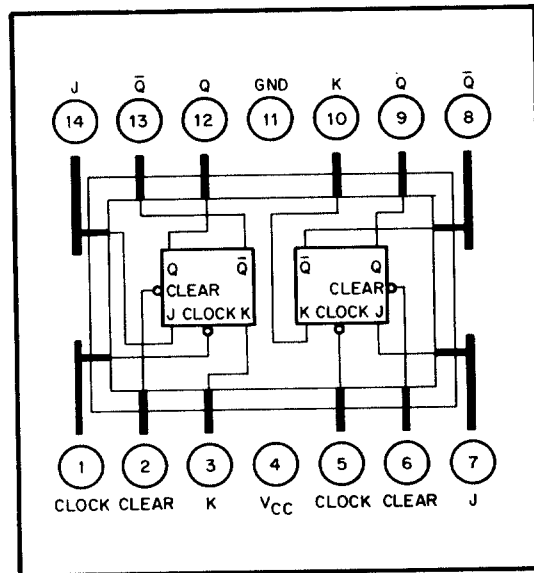 J Q̄ Q GND K Q Q̄
14 13 12 11 10 9 8
Q Q̄ Q̄ Q
CLEAR CLEAR
J CLOCK K K CLOCK J
1 2 3 4 5 6 7
CLOCK CLEAR K VCC CLOCK CLEAR J